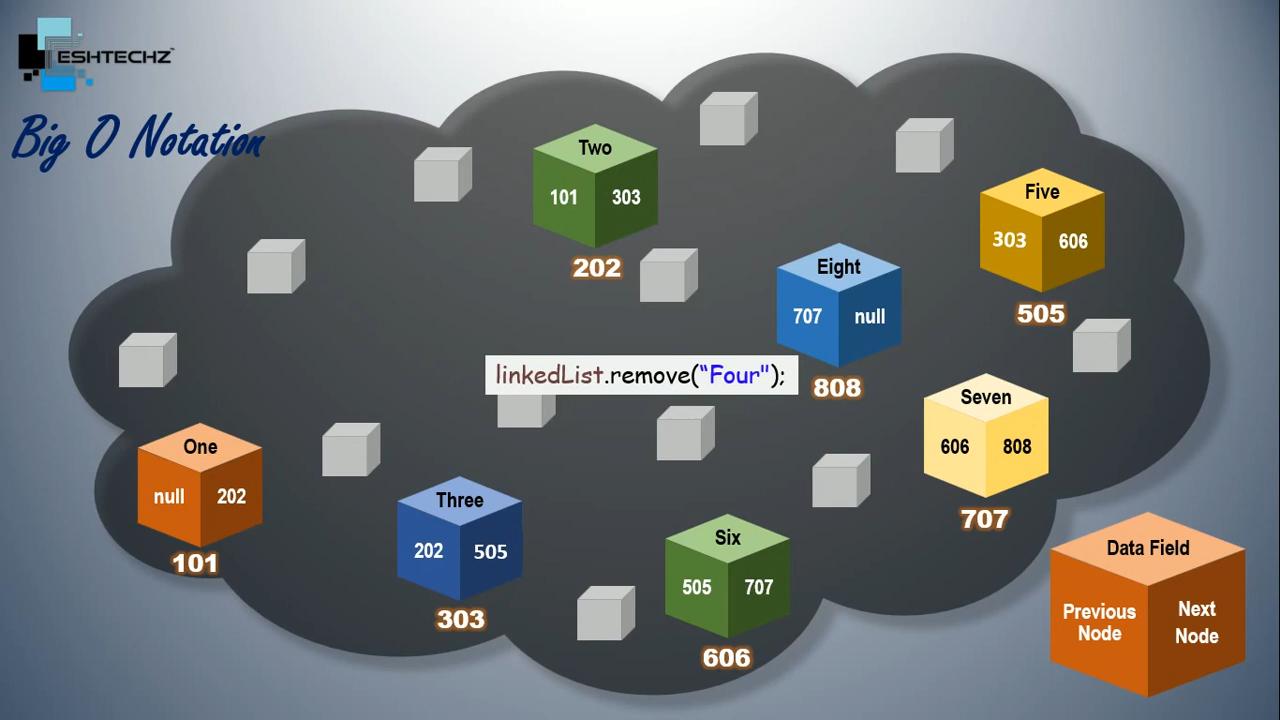 ESHTECHZ™
Big O Notation
Two
101 303
202
Five
303 606
505
Eight
707 null
808
linkedList.remove(“Four");
Seven
606 808
707
One
null 202
101
Three
202 505
303
Six
505 707
606
Data Field
Previous
Node
Next
Node